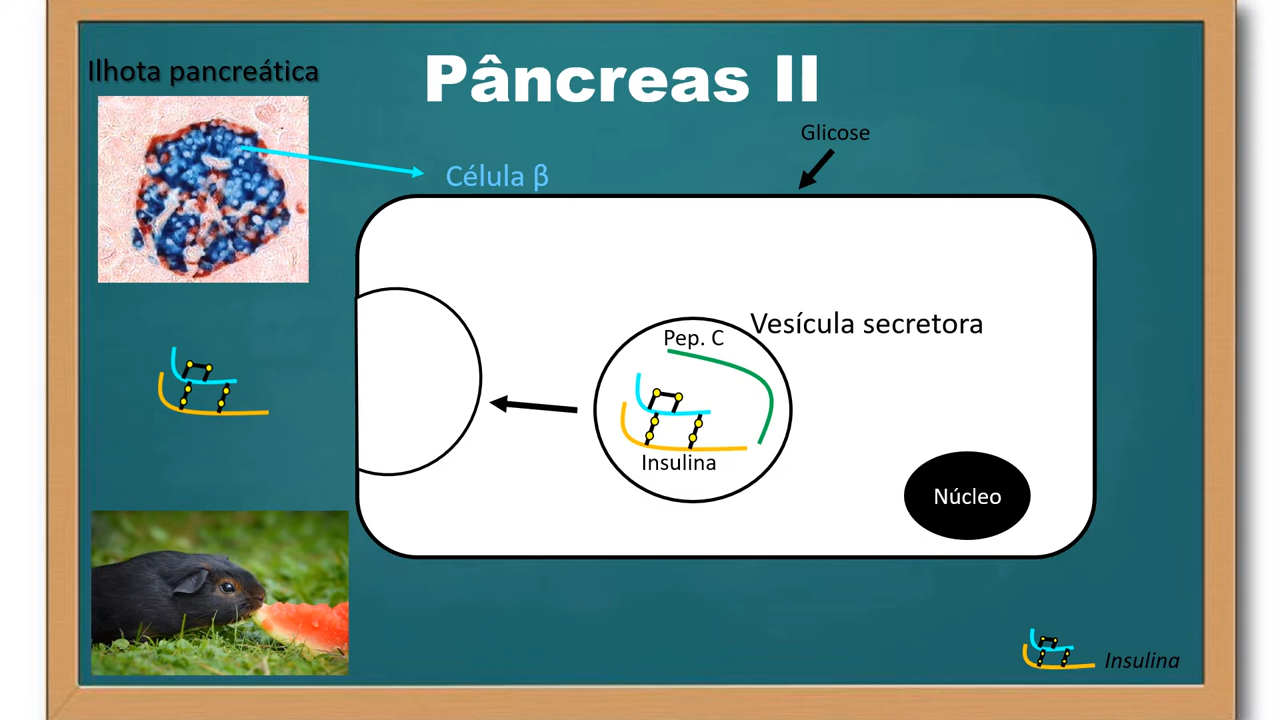 Pâncreas II
Ilhota pancreática
Glicose
Célula β
Vesícula secretora
Pep. C
Insulina
Núcleo
Insulina